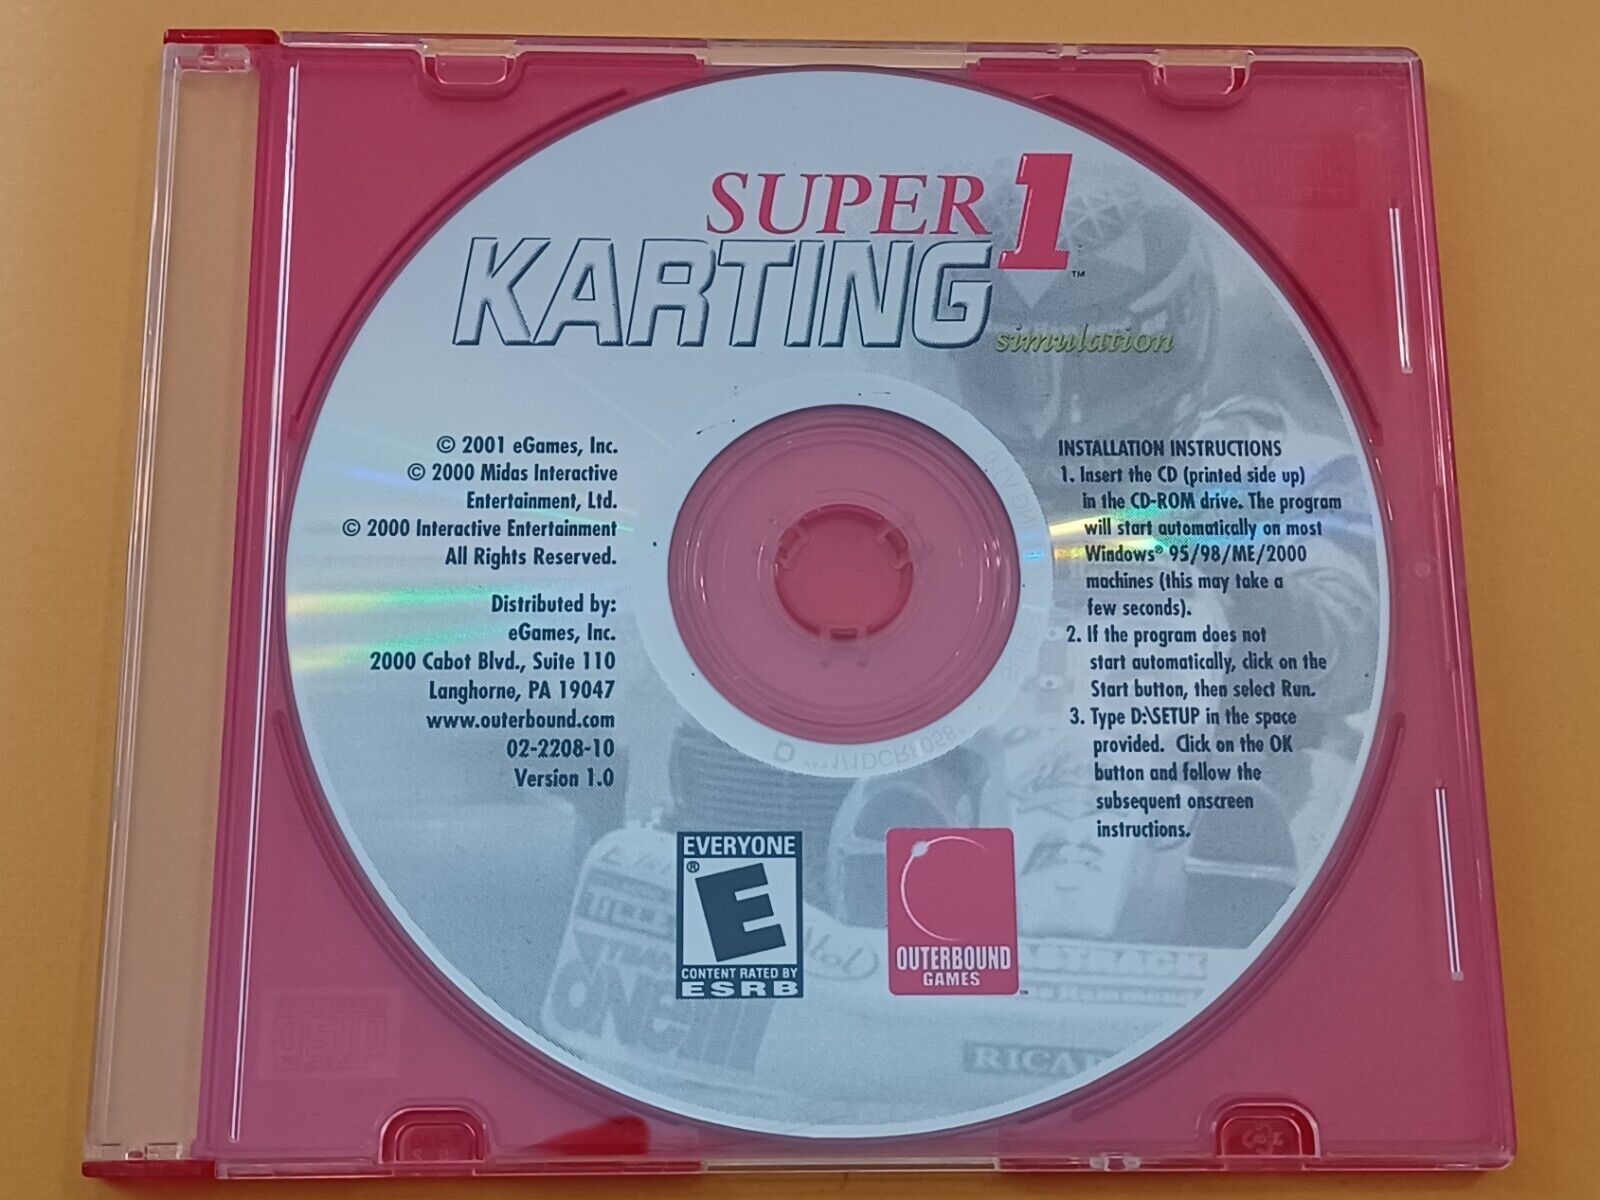 SUPER 1
KARTING ™
simulation
© 2001 eGames, Inc.
© 2000 Midas Interactive
Entertainment, Ltd.
© 2000 Interactive Entertainment
All Rights Reserved.
Distributed by:
eGames, Inc.
2000 Cabot Blvd., Suite 110
Langhorne, PA 19047
www.outerbound.com
02-2208-10
Version 1.0
INSTALLATION INSTRUCTIONS
1. Insert the CD (printed side up)
in the CD-ROM drive. The program
will start automatically on most
Windows® 95/98/ME/2000
machines (this may take a
few seconds).
2. If the program does not
start automatically, click on the
Start button, then select Run.
3. Type D:\SETUP in the space
provided. Click on the OK
button and follow the
subsequent onscreen
instructions.
EVERYONE
E ®
CONTENT RATED BY
ESRB
OUTERBOUND
GAMES